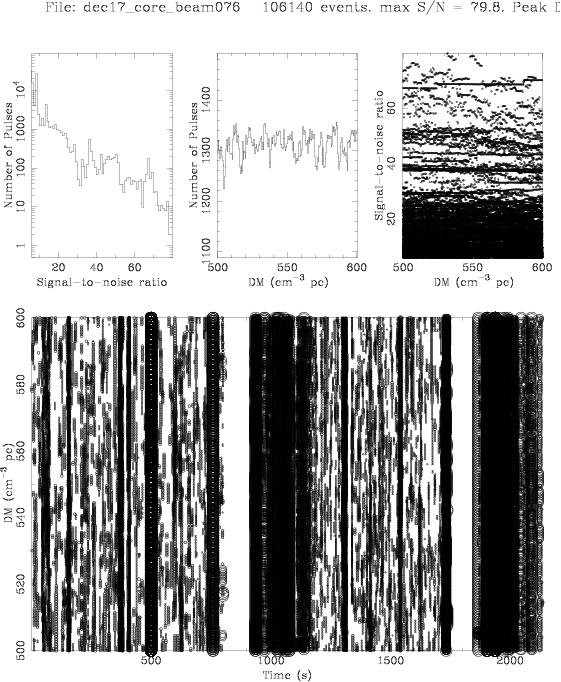 File: dec17_core_beam076 106140 events. max S/N = 79.8. Peak D
Number of Pulses
10⁴
1000
100
10
1
20 40 60
Signal-to-noise ratio
Number of Pulses
1400
1300
1200
1100
500 550 600
DM (cm⁻³ pc)
Signal-to-noise ratio
60
40
20
500 550 600
DM (cm⁻³ pc)
DM (cm⁻³ pc)
600
580
560
540
520
500
500 1000 1500 2000
Time (s)